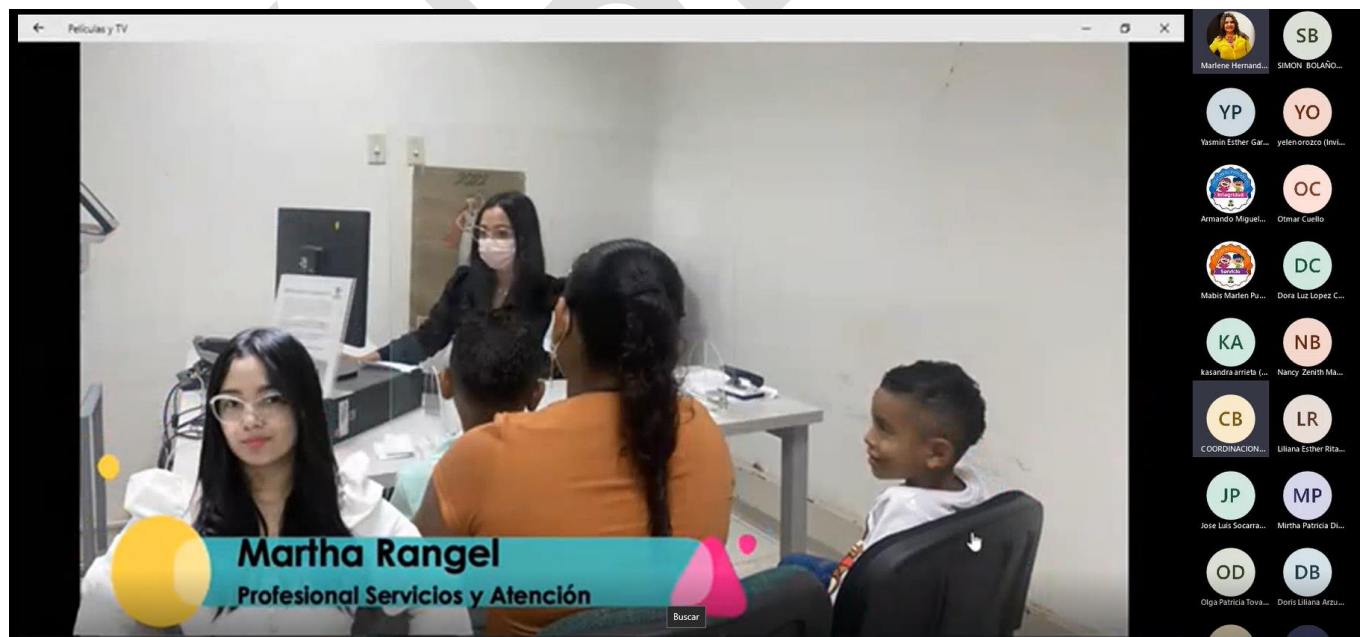 Películas y TV
Martha Rangel
Profesional Servicios y Atención
Buscar
Marlene Hernand...
SB
SIMON BOLAÑO...
YP
Yasmin Esther Gar...
YO
yelen orozco (Invi...
Integridad
Armando Miguel...
OC
Otmar Cuello
Servicio
Mabis Marlen Pu...
DC
Dora Luz Lopez C...
KA
kasandra arrieta (...
NB
Nancy Zenith Ma...
CB
COORDINACION...
LR
Liliana Esther Rita...
JP
Jose Luis Socarra...
MP
Mirtha Patricia Di...
OD
Olga Patricia Tova...
DB
Doris Liliana Arzu...